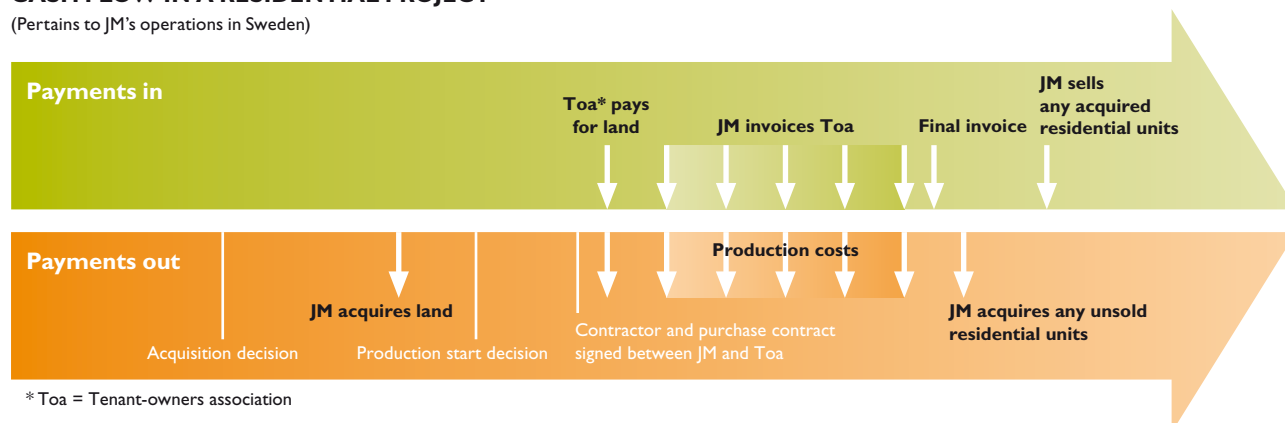 (Pertains to JM's operations in Sweden)
Payments in
Toa* pays
for land
JM invoices Toa
Final invoice
JM sells
any acquired
residential units
Payments out
Production costs
JM acquires land
JM acquires any unsold
residential units
Acquisition decision
Production start decision
Contractor and purchase contract
signed between JM and Toa
* Toa = Tenant-owners association